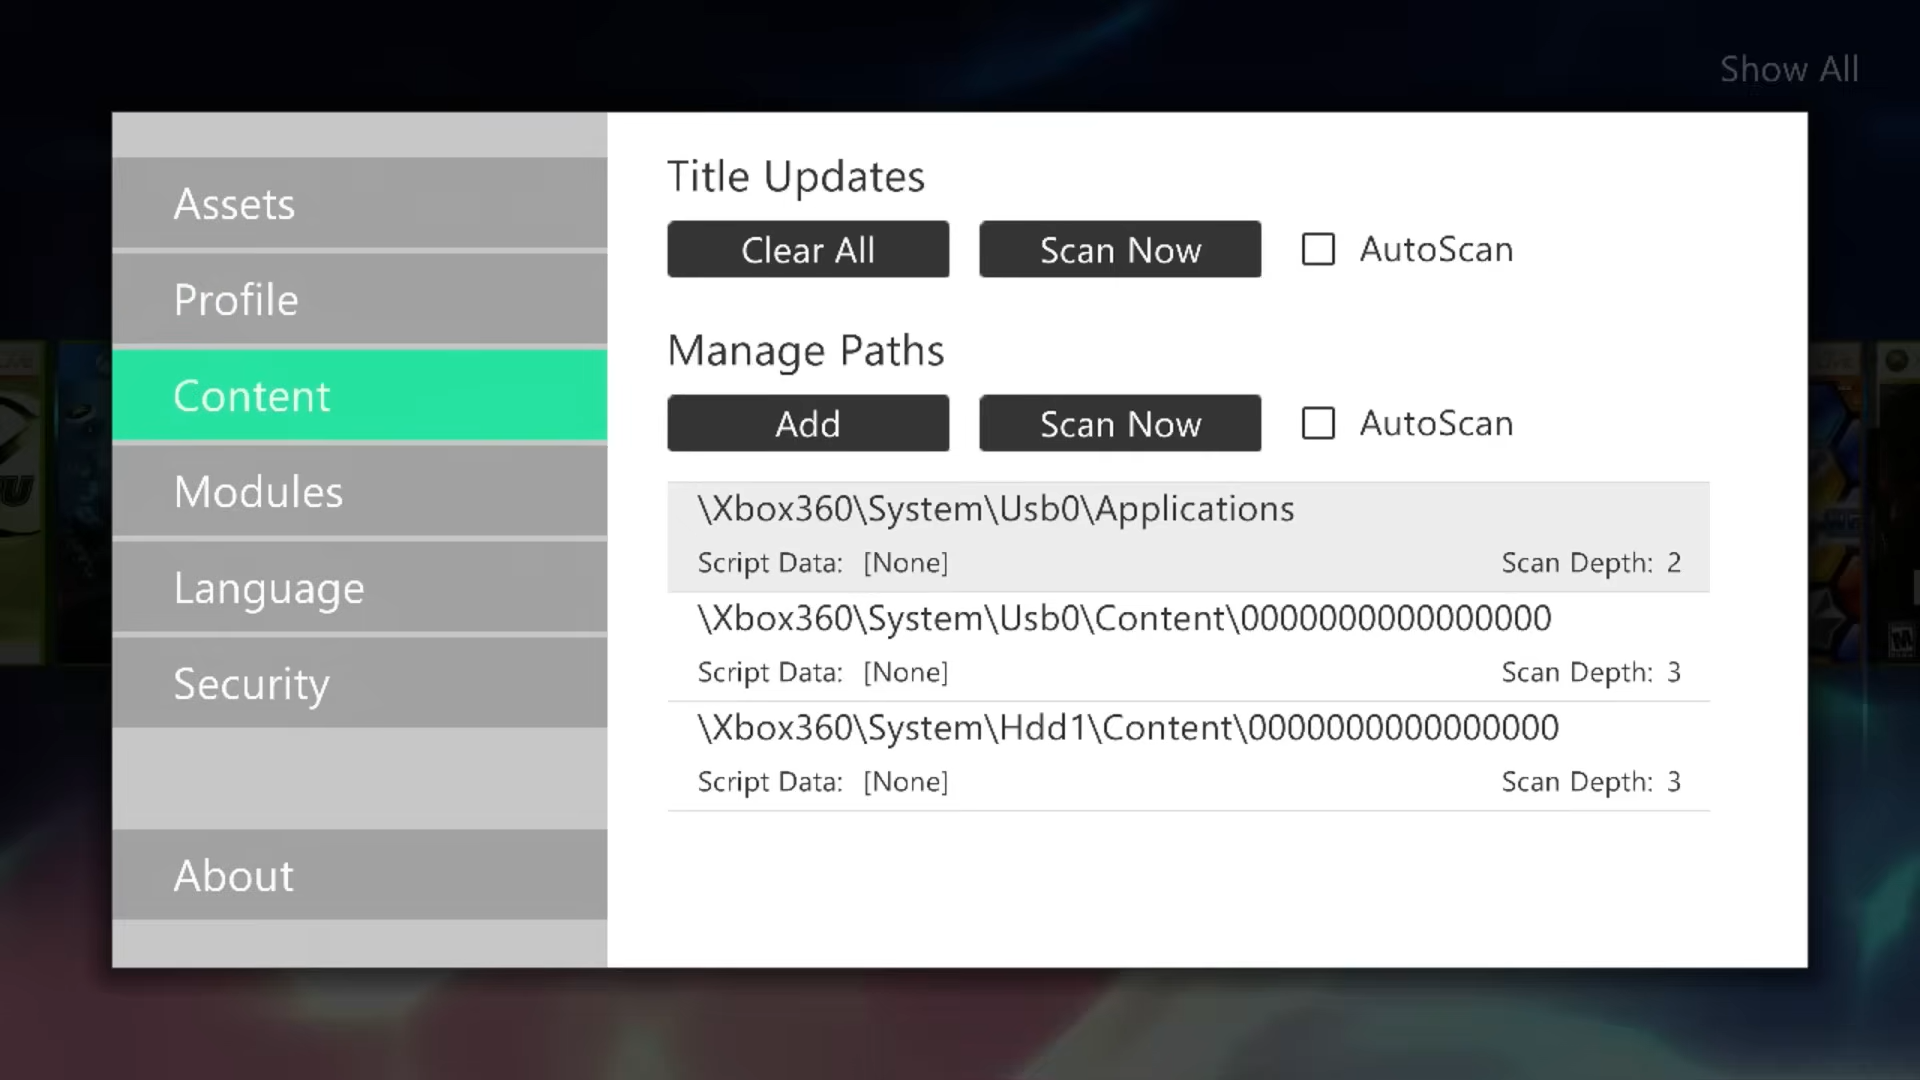 Show All
Assets
Profile
Content
Modules
Language
Security
About
Title Updates
Clear All
Scan Now
AutoScan
Manage Paths
Add
Scan Now
AutoScan
\Xbox360\System\Usb0\Applications
Script Data: [None]
Scan Depth: 2
\Xbox360\System\Usb0\Content\0000000000000000
Script Data: [None]
Scan Depth: 3
\Xbox360\System\Hdd1\Content\0000000000000000
Script Data: [None]
Scan Depth: 3